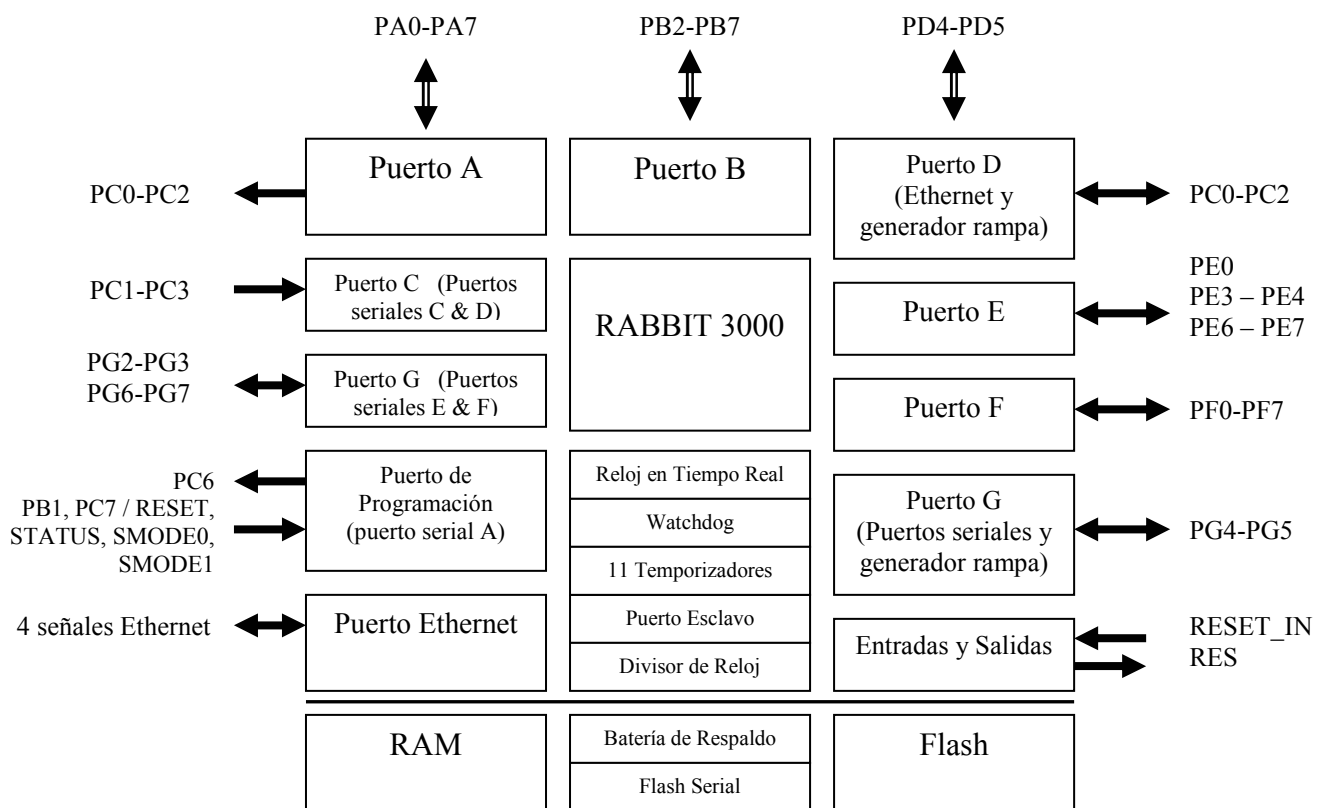 PA0-PA7
PB2-PB7
PD4-PD5
PC0-PC2
Puerto A
Puerto B
Puerto D
(Ethernet y
generador rampa)
PC0-PC2
PC1-PC3
Puerto C (Puertos
seriales C & D)
RABBIT 3000
Puerto E
PE0
PE3 – PE4
PE6 – PE7
PG2-PG3
PG6-PG7
Puerto G (Puertos
seriales E & F)
Puerto F
PF0-PF7
PC6
PB1, PC7 / RESET,
STATUS, SMODE0,
SMODE1
Puerto de
Programación
(puerto serial A)
Reloj en Tiempo Real
Watchdog
11 Temporizadores
Puerto Esclavo
Divisor de Reloj
Puerto G
(Puertos seriales y
generador rampa)
PG4-PG5
4 señales Ethernet
Puerto Ethernet
Entradas y Salidas
RESET_IN
RES
RAM
Batería de Respaldo
Flash Serial
Flash